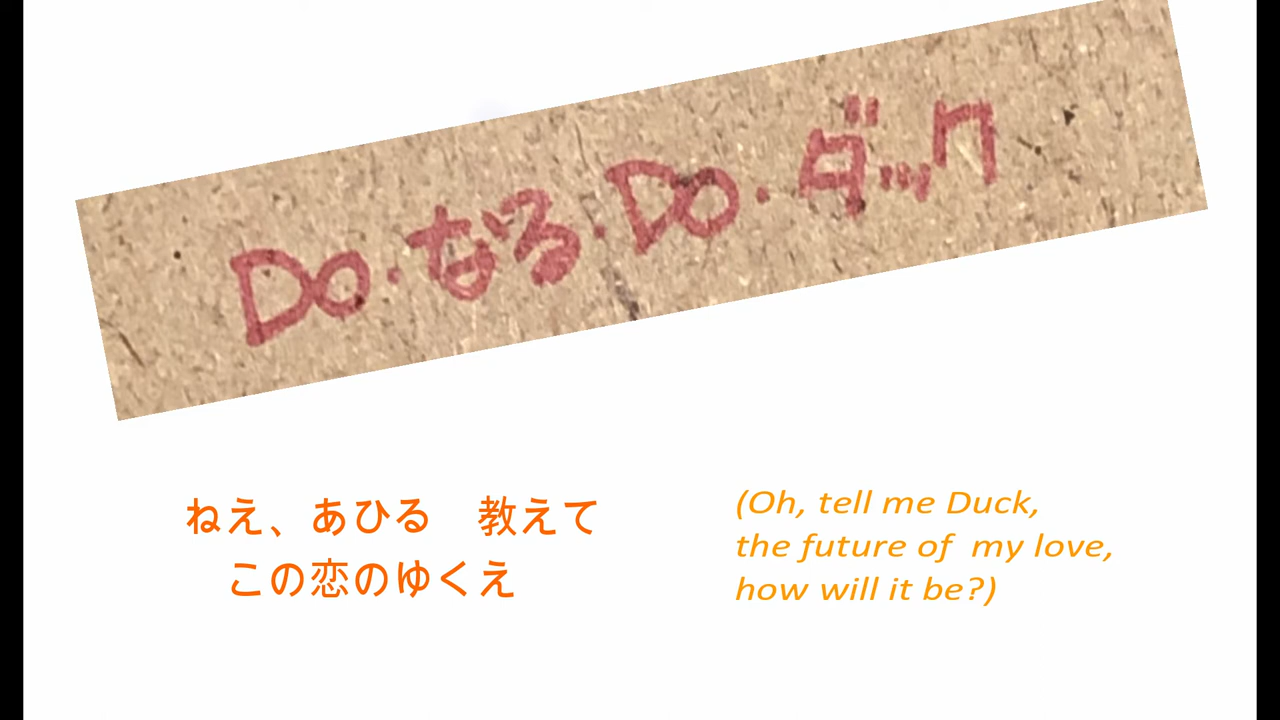 Do・なる・Do・ダック
ねえ、あひる　教えて
この恋のゆくえ
(Oh, tell me Duck,
the future of my love,
how will it be?)